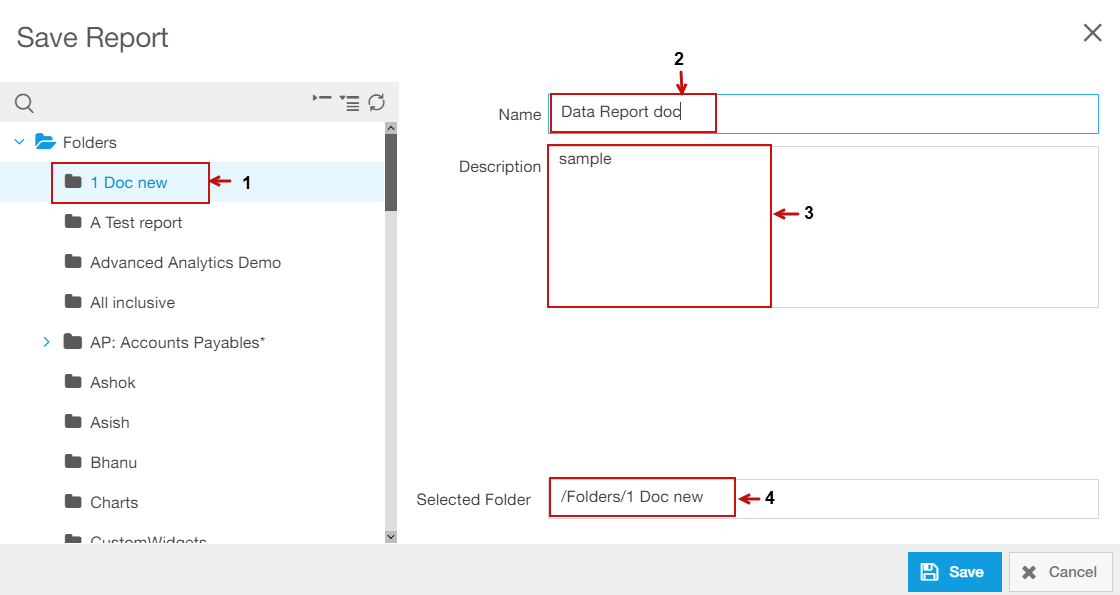 Save Report
2
Name
Data Report doc
Folders
Description
sample
1 Doc new
1
A Test report
3
Advanced Analytics Demo
All inclusive
AP: Accounts Payables*
Ashok
Asish
Bhanu
Selected Folder
/Folders/1 Doc new
4
Charts
CustomWidgets
Save
Cancel